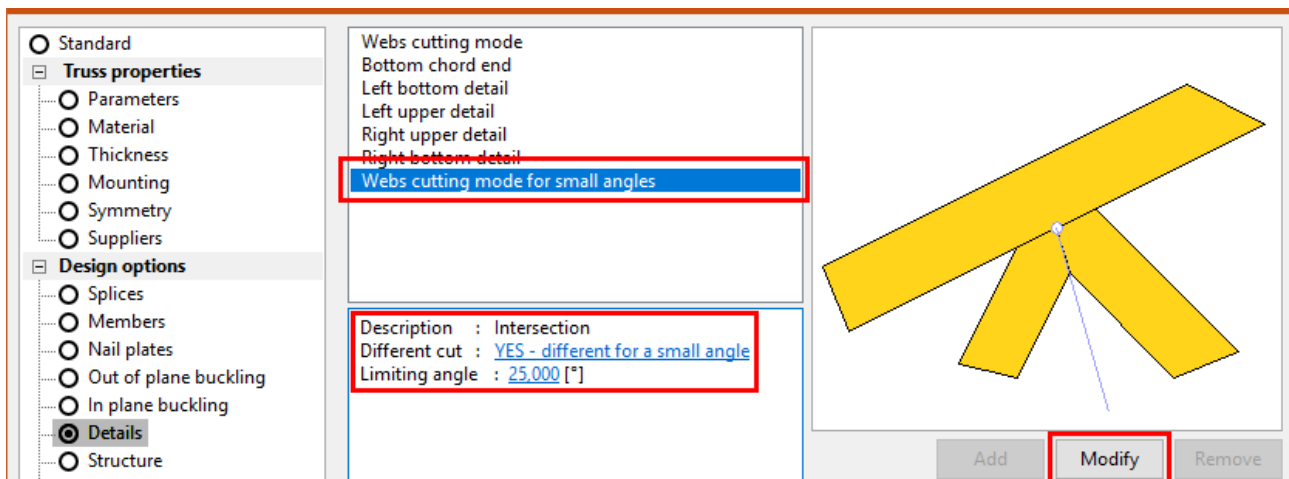 Standard
Truss properties
Parameters
Material
Thickness
Mounting
Symmetry
Suppliers
Design options
Splices
Members
Nail plates
Out of plane buckling
In plane buckling
Details
Structure
Webs cutting mode
Bottom chord end
Left bottom detail
Left upper detail
Right upper detail
Right bottom detail
Webs cutting mode for small angles
Description : Intersection
Different cut : YES - different for a small angle
Limiting angle : 25,000 [°]
Add Modify Remove